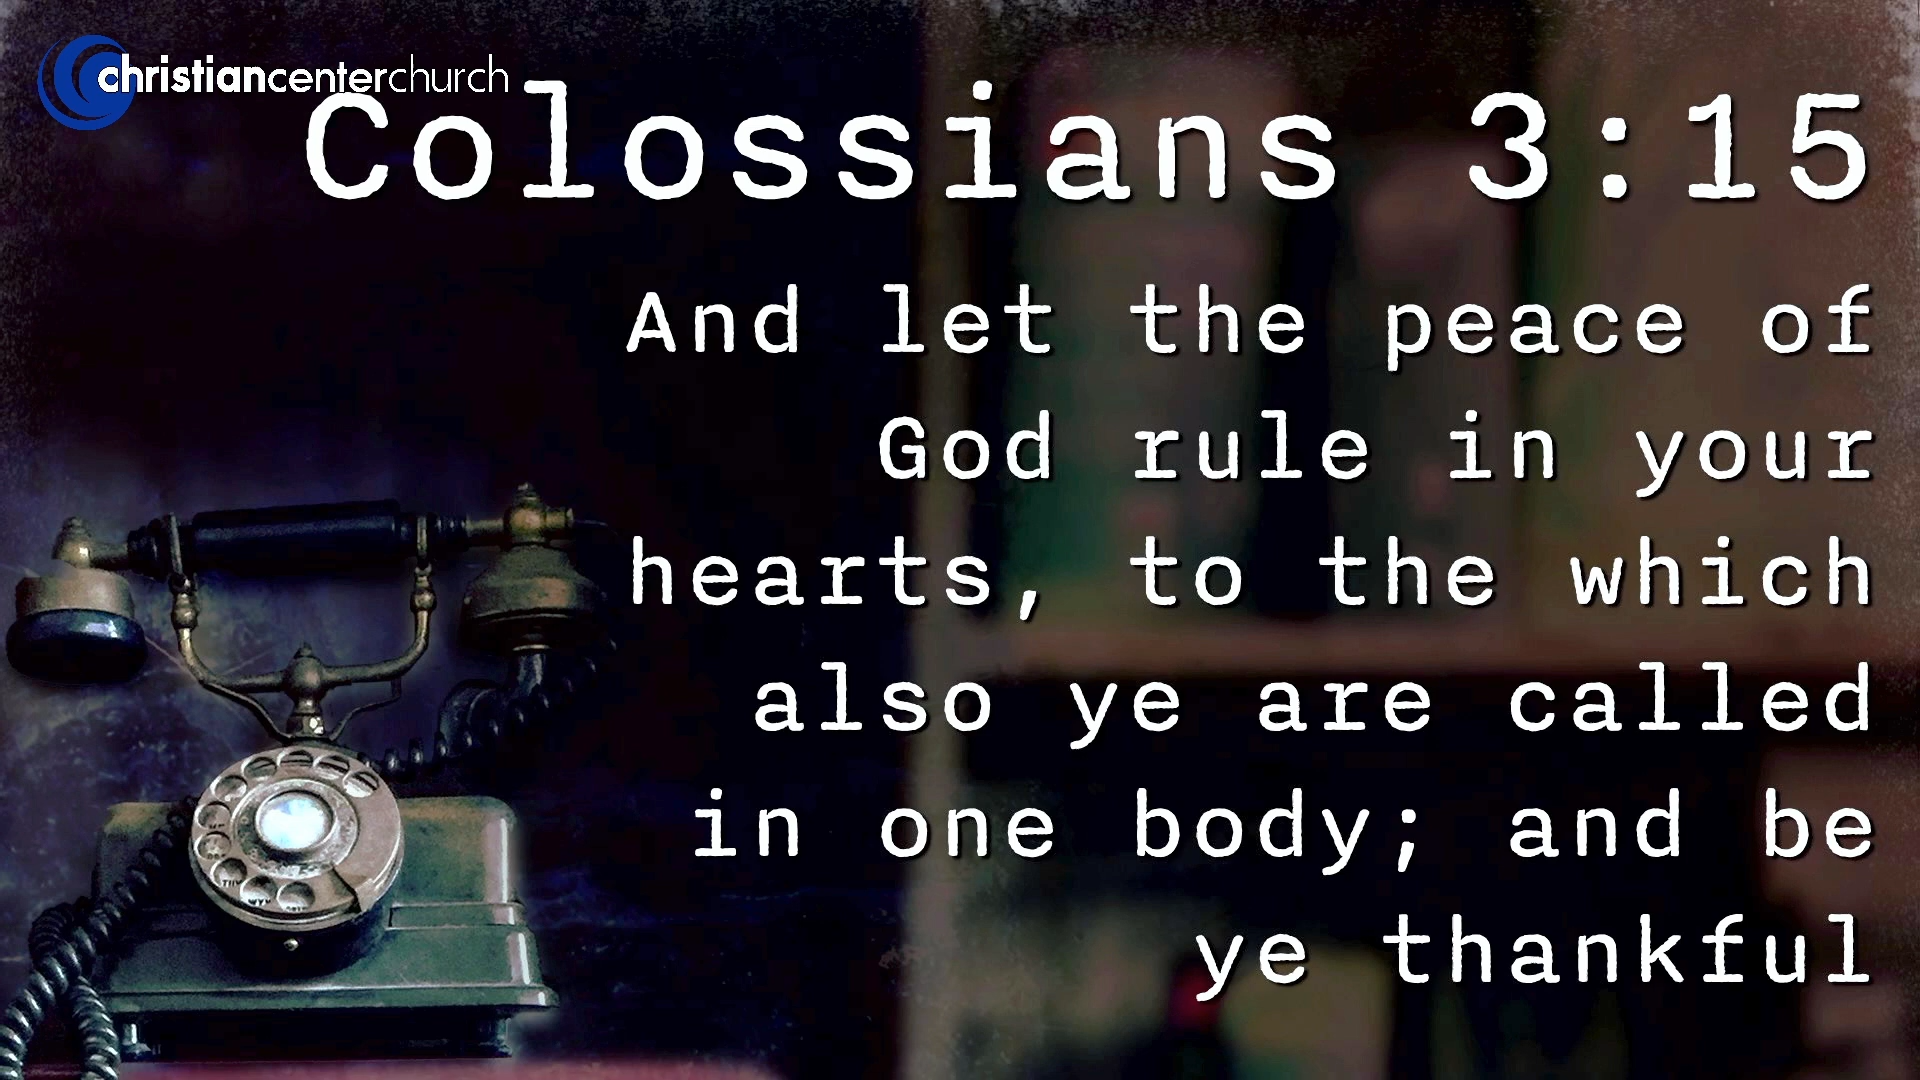 christiancenterchurch
Colossians 3:15
And let the peace of
God rule in your
hearts, to the which
also ye are called
in one body; and be
ye thankful